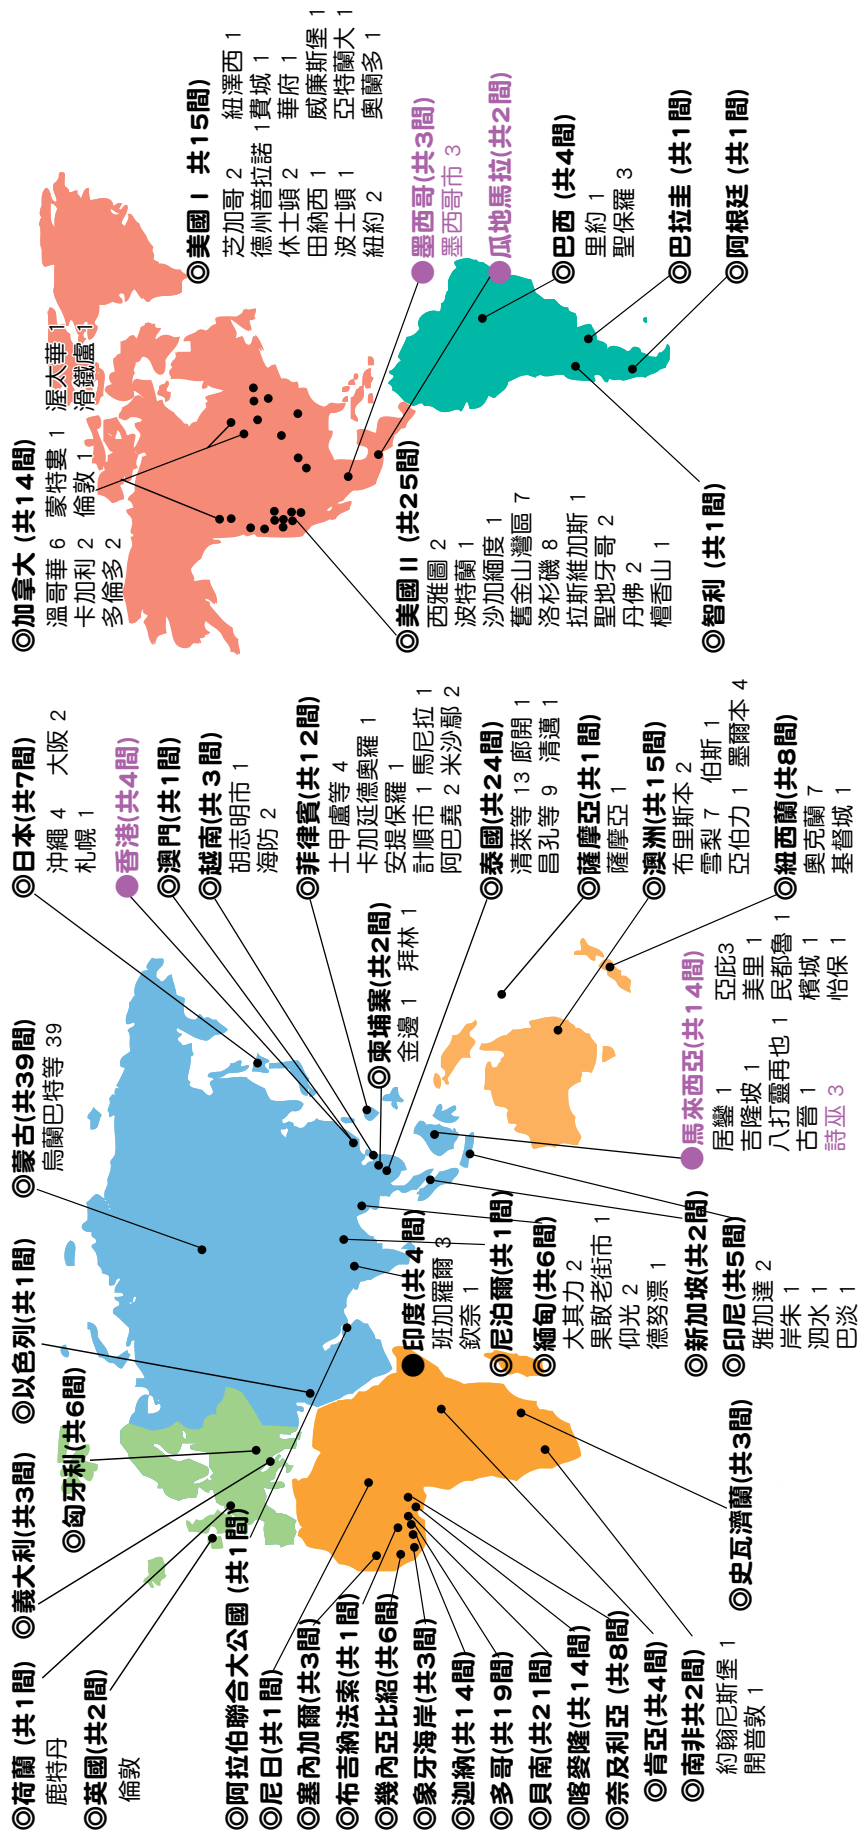 ◎荷蘭 (共1間)
鹿特丹
◎英國(共2間)
倫敦
◎義大利(共3間)
◎匈牙利(共6間)
◎以色列(共1間)
◎蒙古(共39間)
烏蘭巴特等 39
◎日本(共7間)
沖繩 4 大阪 2
札幌 1
●香港(共4間)
◎澳門(共1間)
◎越南(共3間)
胡志明市 1
海防 2
◎菲律賓(共12間)
土甲盧等 4
卡加延德奧羅 1
安提保羅 1
計順市 1 馬尼拉 1
阿巴堯 2 米沙鄢 2
◎柬埔寨(共2間)
金邊 1 拜林 1
◎泰國(共24間)
清萊等 13 廊開 1
昌孔等 9 清邁 1
◎薩摩亞(共1間)
薩摩亞 1
◎澳洲(共15間)
布里斯本 2
雪梨 7 伯斯 1
亞伯力 1 墨爾本 4
◎紐西蘭(共8間)
奧克蘭 7
基督城 1
●馬來西亞(共14間)
居鑾 1 亞庇3
吉隆坡 1 美里 1
八打靈再也 1 民都魯 1
古晉 1 檳城 1
詩巫 3 怡保 1
●印度(共4間)
班加羅爾 3
欽奈 1
◎尼泊爾(共1間)
◎緬甸(共6間)
大其力 2
果敢老街市 1
仰光 2
德努漂 1
◎新加坡(共2間)
◎印尼(共5間)
雅加達 2
岸朱 1
泗水 1
巴淡 1
◎阿拉伯聯合大公國 (共1間)
◎尼日(共1間)
◎塞內加爾(共3間)
◎布吉納法索(共1間)
◎幾內亞比紹(共6間)
◎象牙海岸(共3間)
◎迦納(共14間)
◎多哥(共19間)
◎貝南(共21間)
◎喀麥隆(共14間)
◎奈及利亞 (共8間)
◎肯亞(共4間)
◎南非共2間)
約翰尼斯堡 1
開普敦 1
◎史瓦濟蘭(共3間)
◎加拿大 (共14間)
溫哥華 6 蒙特婁 1 渥太華 1
卡加利 2 倫敦 1 滑鐵盧 1
多倫多 2
◎美國 I 共15間)
芝加哥 2 紐澤西 1
德州普拉諾 1 費城 1
休士頓 2 華府 1
田納西 1 威廉斯堡 1
波士頓 1 亞特蘭大 1
紐約 2 奧蘭多 1
◎美國 II (共25間)
西雅圖 2
波特蘭 1
沙加緬度 1
舊金山灣區 7
洛杉磯 8
拉斯維加斯 1
聖地牙哥 2
丹佛 2
檀香山 1
●墨西哥(共3間)
墨西哥市 3
●瓜地馬拉(共2間)
◎巴西 (共4間)
里約 1
聖保羅 3
◎巴拉圭 (共1間)
◎阿根廷 (共1間)
◎智利 (共1間)